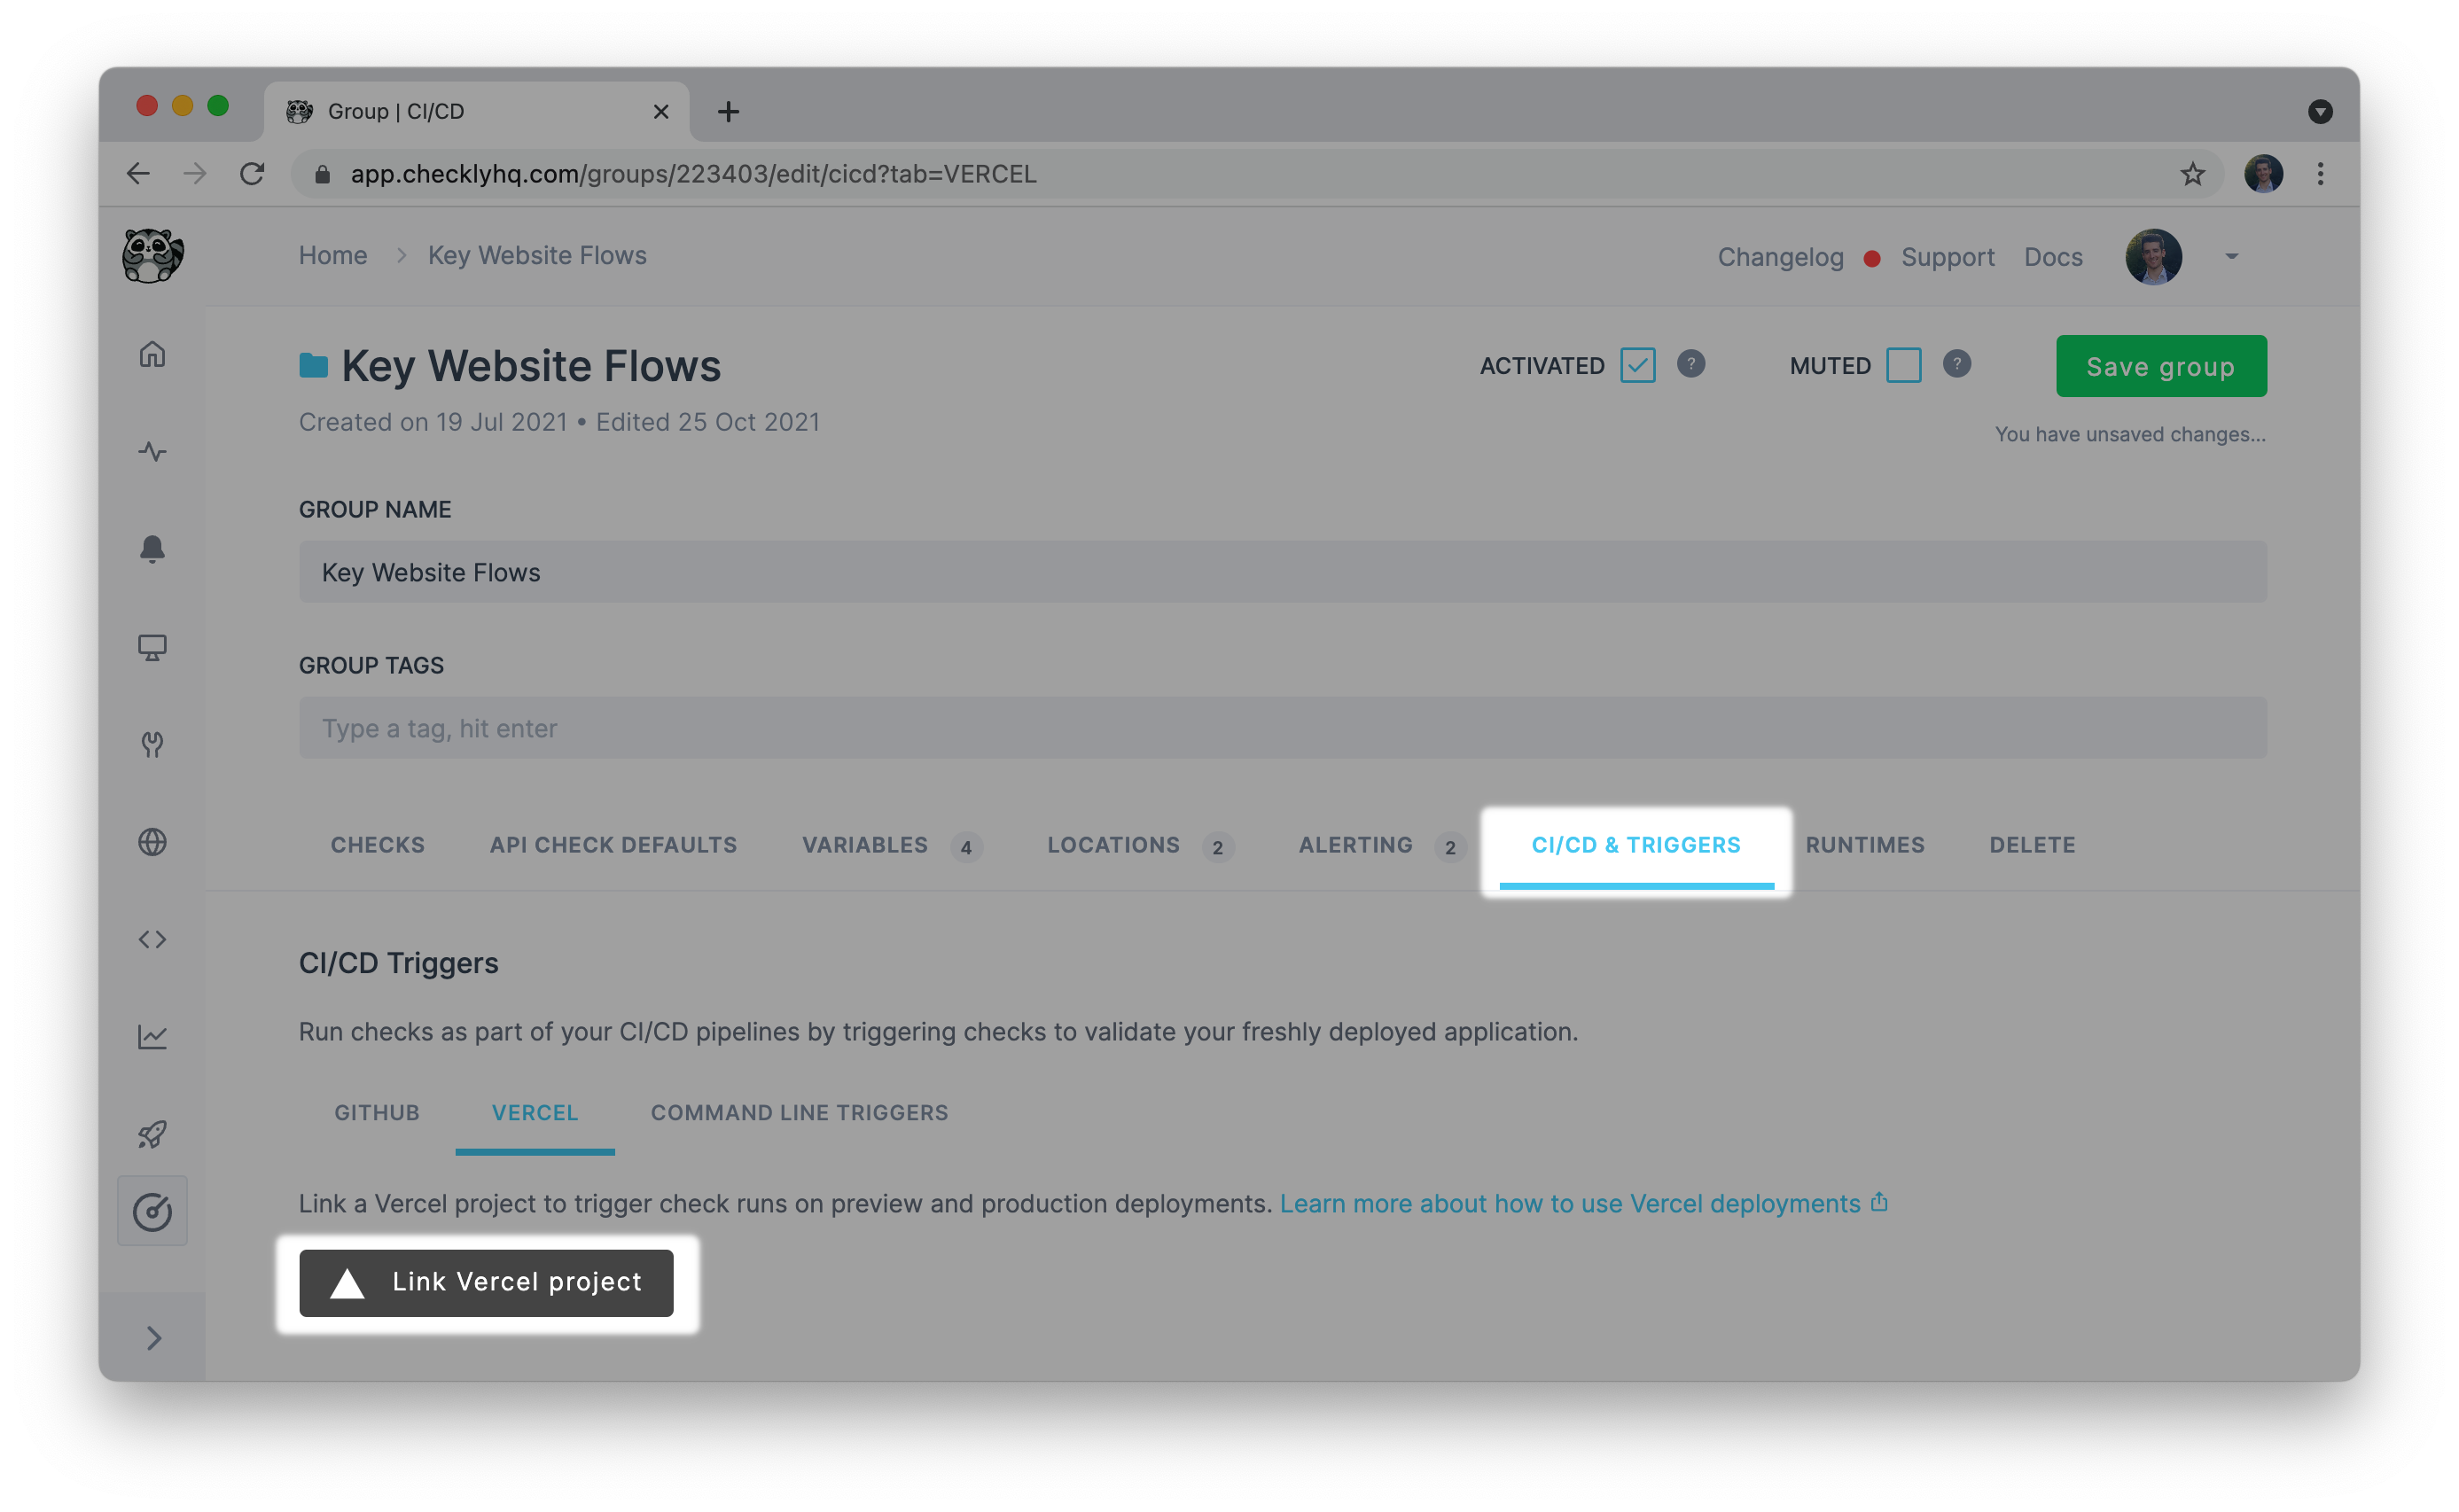 Group | CI/CD
app.checklyhq.com/groups/223403/edit/cicd?tab=VERCEL
Home > Key Website Flows
Changelog Support Docs
Key Website Flows
ACTIVATED ? MUTED ? Save group
Created on 19 Jul 2021 • Edited 25 Oct 2021
You have unsaved changes...
GROUP NAME
Key Website Flows
GROUP TAGS
Type a tag, hit enter
CHECKS API CHECK DEFAULTS VARIABLES 4 LOCATIONS 2 ALERTING 2 CI/CD & TRIGGERS RUNTIMES DELETE
CI/CD Triggers
Run checks as part of your CI/CD pipelines by triggering checks to validate your freshly deployed application.
GITHUB VERCEL COMMAND LINE TRIGGERS
Link a Vercel project to trigger check runs on preview and production deployments. Learn more about how to use Vercel deployments
Link Vercel project